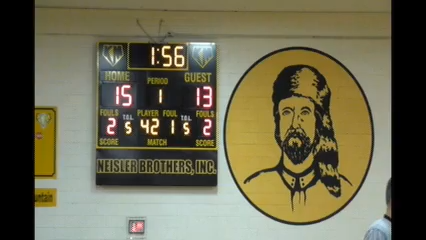 1:56
HOME PERIOD GUEST
15 1 13
FOULS T.O.L PLAYER FOUL T.O.L FOULS
2 5 42 1 5 2
SCORE MATCH SCORE
NEISLER BROTHERS, INC.